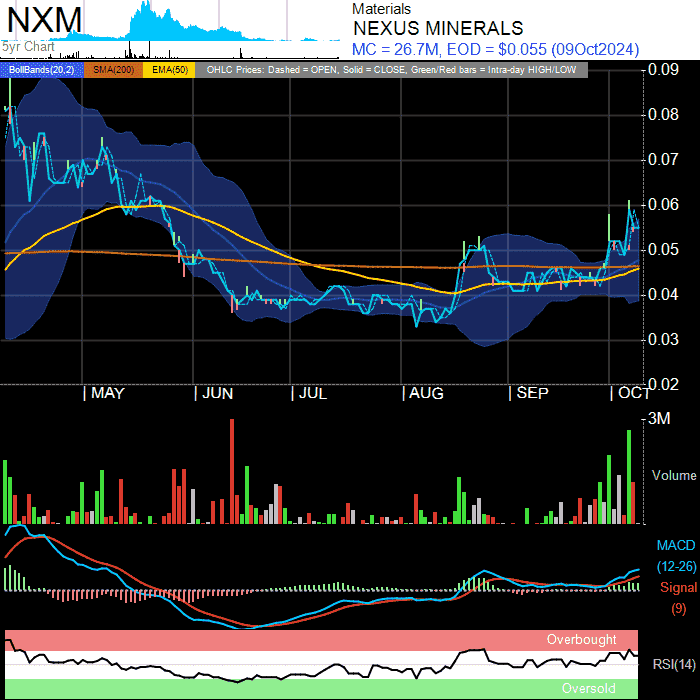 NXM
5yr Chart
Materials
NEXUS MINERALS
MC = 26.7M, EOD = $0.055 (09Oct2024)
BollBands(20,2) SMA(200) EMA(50) OHLC Prices: Dashed = OPEN, Solid = CLOSE, Green/Red bars = Intra-day HIGH/LOW
0.09
0.08
0.07
0.06
0.05
0.04
0.03
0.02
| MAY | JUN | JUL | AUG | SEP | OCT
3M
Volume
MACD
(12-26)
Signal
(9)
Overbought
RSI(14)
Oversold